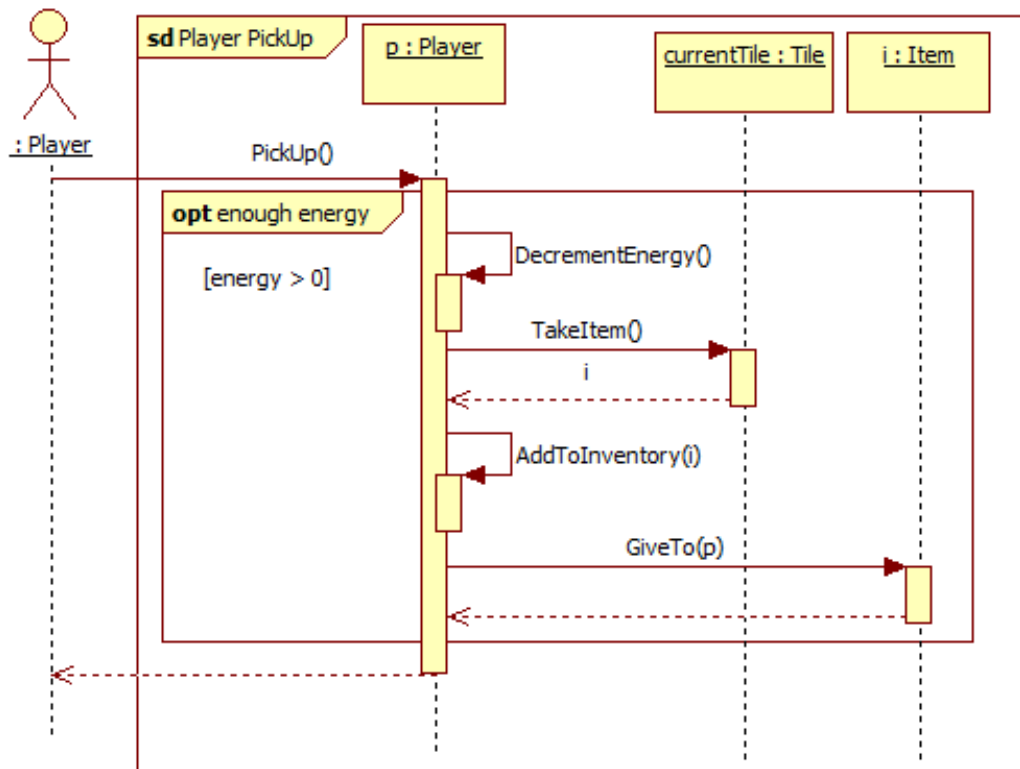 sd Player PickUp
p : Player
currentTile : Tile
i : Item
: Player
PickUp()
opt enough energy
[energy > 0]
DecrementEnergy()
TakeItem()
i
AddToInventory(i)
GiveTo(p)